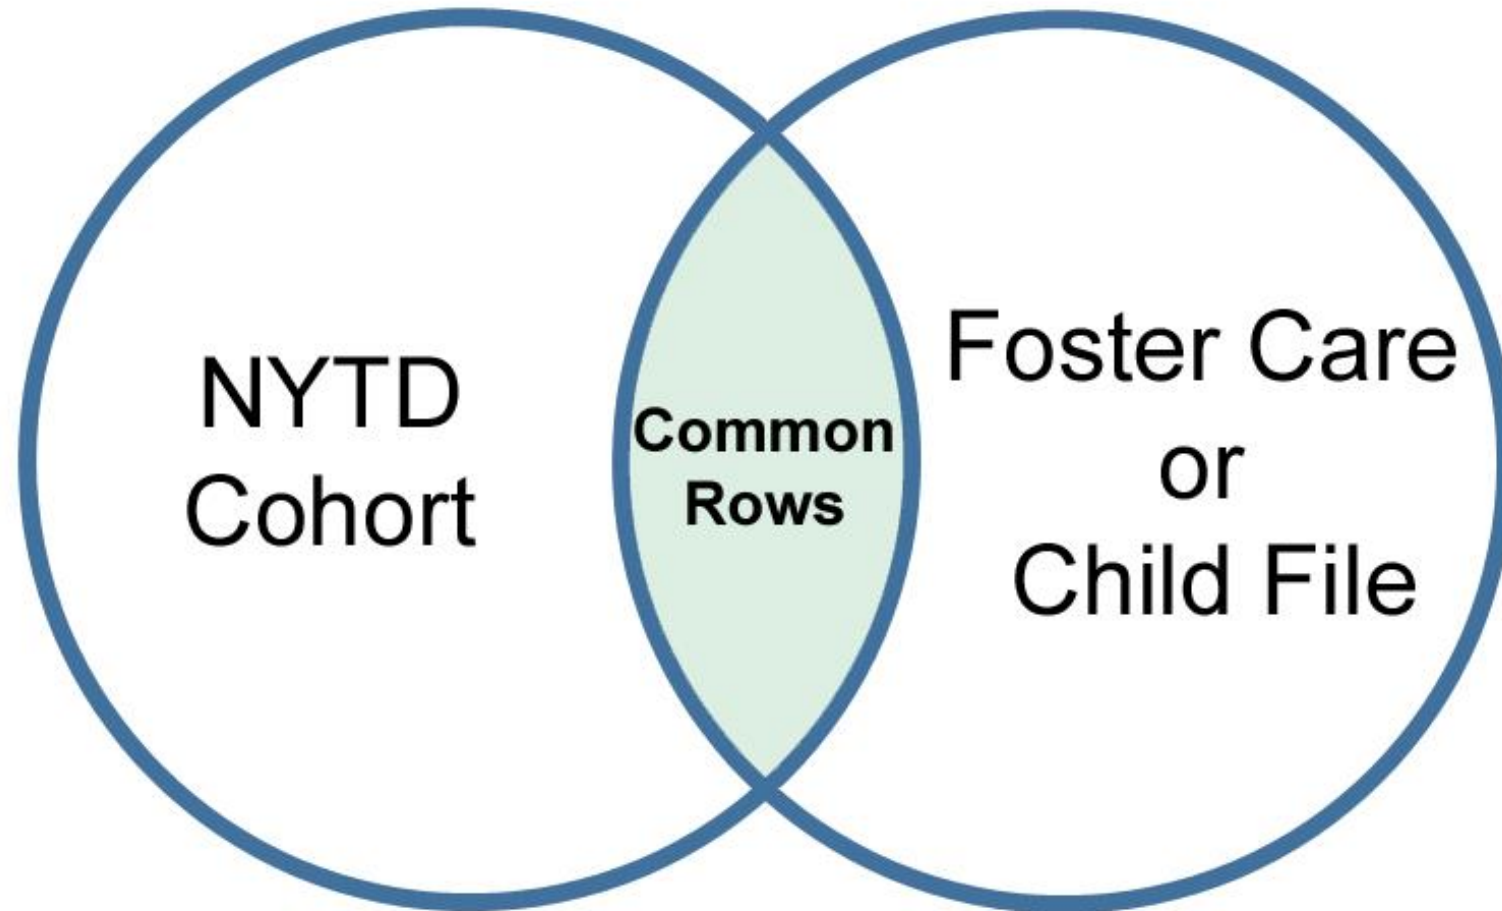 NYTD
Cohort
Common
Rows
Foster Care
or
Child File